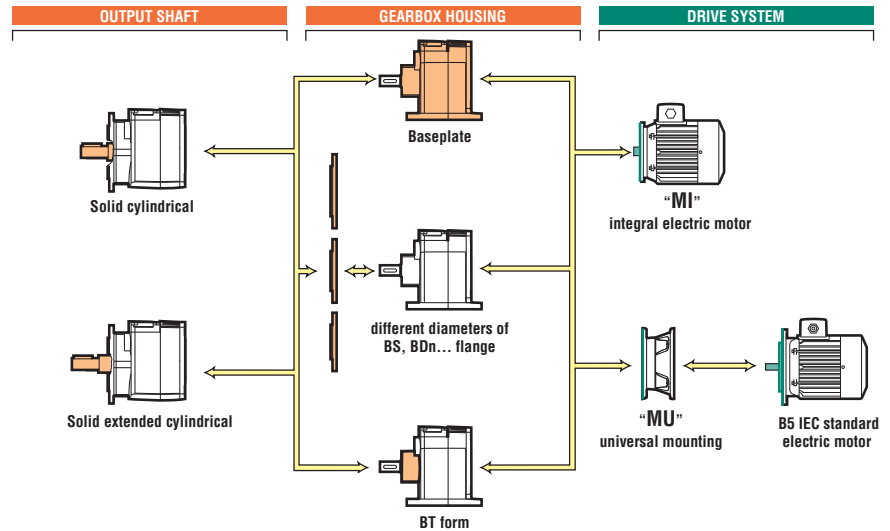 OUTPUT SHAFT
GEARBOX HOUSING
DRIVE SYSTEM
Baseplate
Solid cylindrical
“MI”
integral electric motor
different diameters of
BS, BDn... flange
Solid extended cylindrical
“MU”
universal mounting
B5 IEC standard
electric motor
BT form